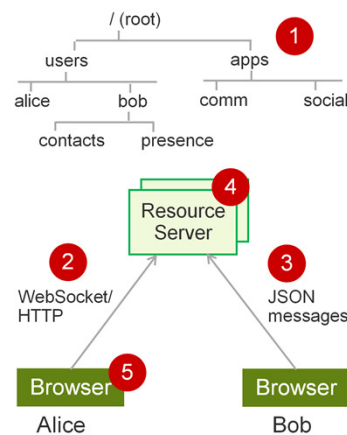 / (root)
1
users
apps
alice
bob
comm
social
contacts
presence
4
Resource
Server
2
3
WebSocket/
HTTP
JSON
messages
Browser
5
Browser
Alice
Bob